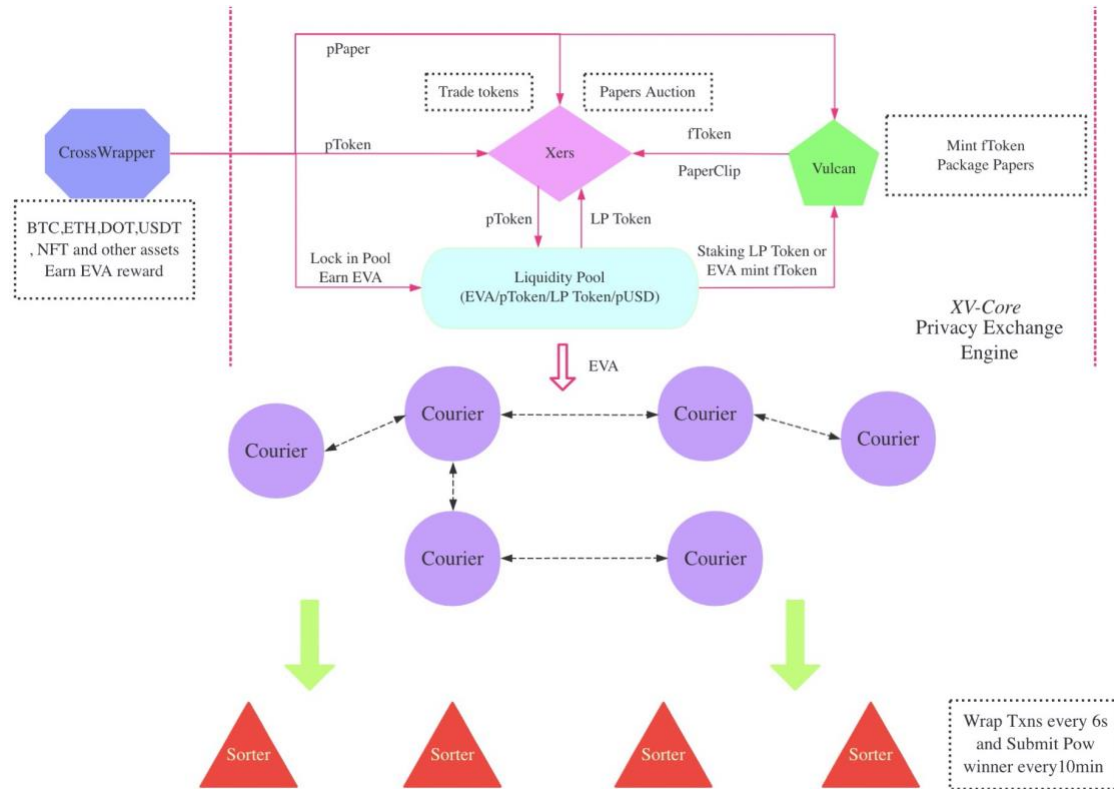 pPaper
Trade tokens
Papers Auction
CrossWrapper
pToken
Xers
fToken
PaperClip
Vulcan
Mint fToken
Package Papers
BTC,ETH,DOT,USDT
, NFT and other assets
Earn EVA reward
pToken
LP Token
Lock in Pool
Earn EVA
Liquidity Pool
(EVA/pToken/LP Token/pUSD)
Staking LP Token or
EVA mint fToken
XV-Core
Privacy Exchange
Engine
EVA
Courier
Courier
Courier
Courier
Courier
Courier
Sorter
Sorter
Sorter
Sorter
Wrap Txns every 6s
and Submit Pow
winner every10min